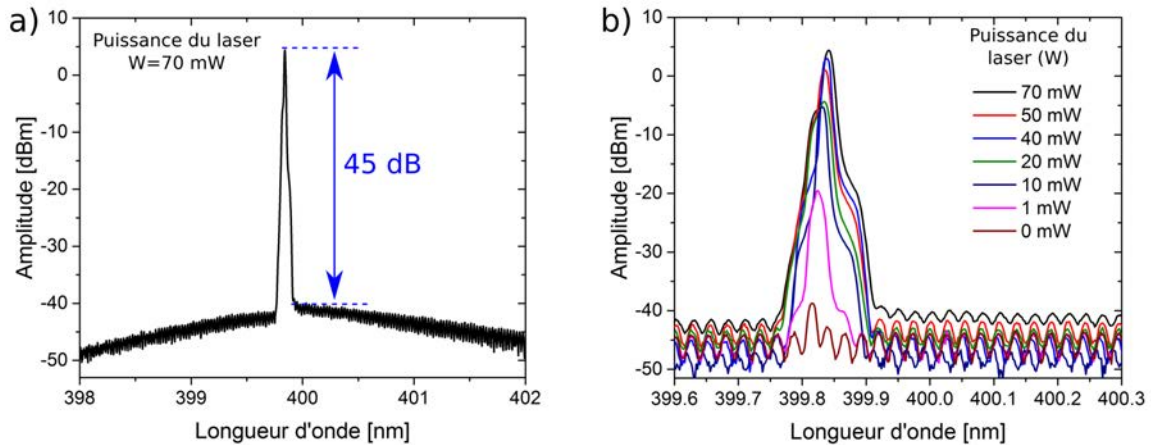 a)
Puissance du laser
W=70 mW
45 dB
Amplitude [dBm]
10
0
-10
-20
-30
-40
-50
398
399
400
401
402
Longueur d'onde [nm]
b)
Puissance du
laser (W)
70 mW
50 mW
40 mW
20 mW
10 mW
1 mW
0 mW
Amplitude [dBm]
10
0
-10
-20
-30
-40
-50
399.6
399.7
399.8
399.9
400.0
400.1
400.2
400.3
Longueur d'onde [nm]